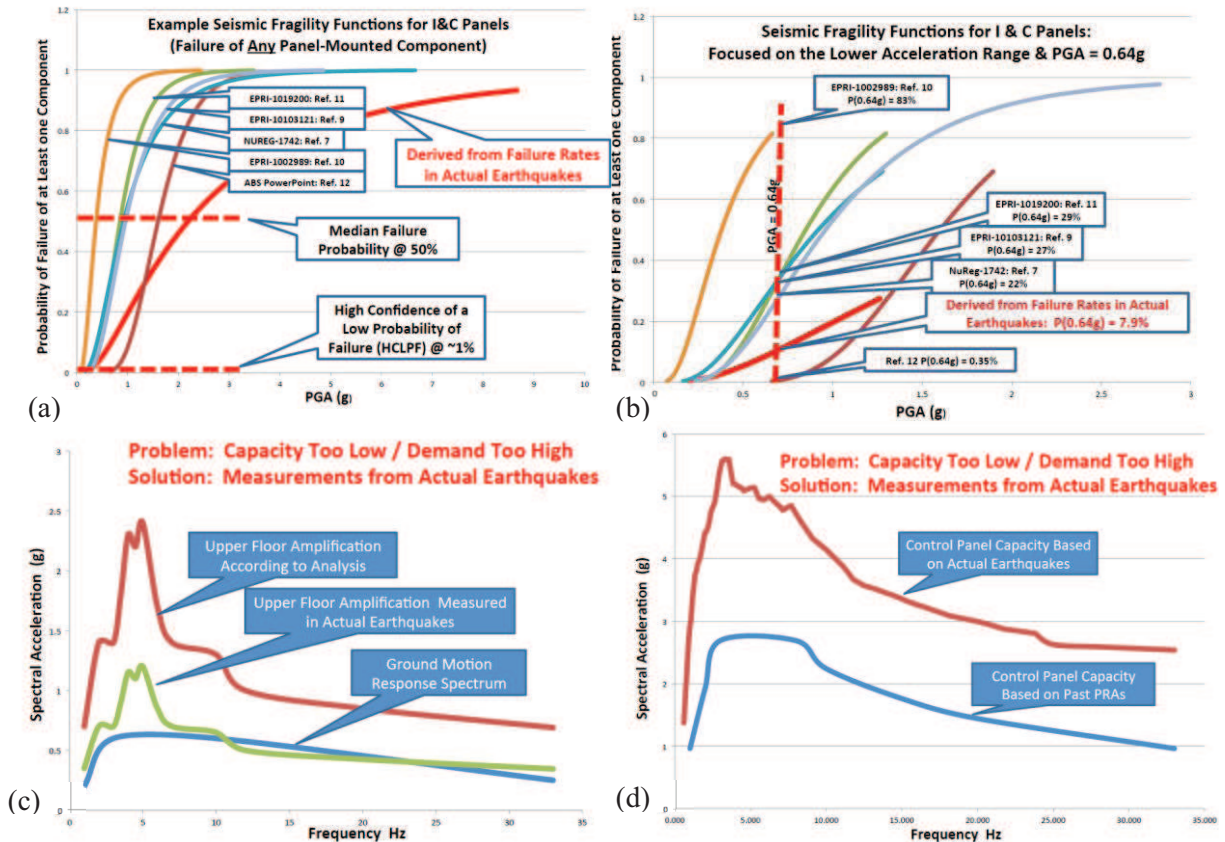 Example Seismic Fragility Functions for I&C Panels
(Failure of Any Panel-Mounted Component)
Probability of Failure of at Least one Component
1.2
1
0.8
0.6
0.4
0.2
0
EPRI-1019200: Ref. 11
EPRI-10103121: Ref. 9
NUREG-1742: Ref. 7
EPRI-1002989: Ref. 10
ABS PowerPoint: Ref. 12
Derived from Failure Rates
in Actual Earthquakes
Median Failure
Probability @ 50%
High Confidence of a
Low Probability of
Failure (HCLPF) @ ~1%
0 1 2 3 4 5 6 7 8 9 10
PGA (g)
(a)
Seismic Fragility Functions for I & C Panels:
Focused on the Lower Acceleration Range & PGA = 0.64g
Probability of Failure of at Least One Component
1.2
1
0.8
0.6
0.4
0.2
0
EPRI-1002989: Ref. 10
P(0.64g) = 83%
PGA = 0.64g
EPRI-1019200: Ref. 11
P(0.64g) = 29%
EPRI-10103121: Ref. 9
P(0.64g) = 27%
NuReg-1742: Ref. 7
P(0.64g) = 22%
Derived from Failure Rates in Actual
Earthquakes: P(0.64g) = 7.9%
Ref. 12 P(0.64g) = 0.35%
0 0.5 1 1.5 2 2.5 3
PGA (g)
(b)
Problem: Capacity Too Low / Demand Too High
Solution: Measurements from Actual Earthquakes
Spectral Acceleration (g)
3
2.5
2
1.5
1
0.5
0
Upper Floor Amplification
According to Analysis
Upper Floor Amplification Measured
in Actual Earthquakes
Ground Motion
Response Spectrum
0 5 10 15 20 25 30 35
Frequency Hz
(c)
Problem: Capacity Too Low / Demand Too High
Solution: Measurements from Actual Earthquakes
Spectral Acceleration (g)
6
5
4
3
2
1
0
Control Panel Capacity Based
on Actual Earthquakes
Control Panel Capacity
Based on Past PRAs
0.000 5.000 10.000 15.000 20.000 25.000 30.000 35.000
Frequency Hz
(d)